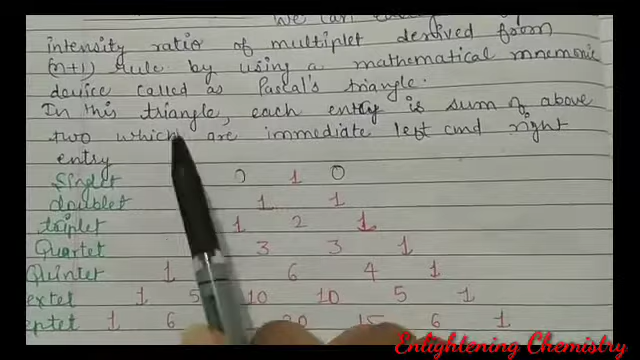 We can
intensity ratio of multiplet derived from
(n+1) rule by using a mathematical mnemonic
device called as Pascal's triangle.
In this triangle, each entry is sum of above
two which are immediate left and right
entry
Singlet 0 1 0
doublet 1 1
triplet 1 2 1
Quartet 3 3 1
Quintet 1 6 4 1
extet 1 5 10 10 5 1
eptet 1 6 20 15 6 1
Enlightening Chemistry